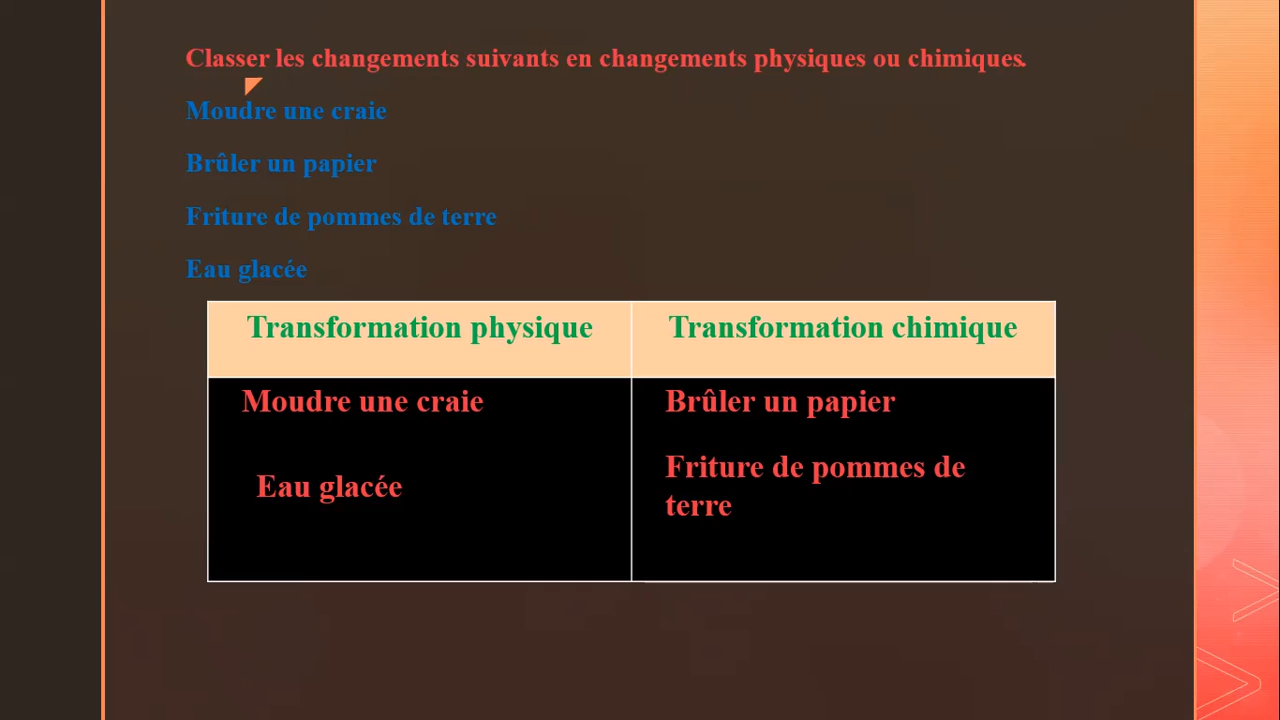 Classer les changements suivants en changements physiques ou chimiques.
Moudre une craie
Brûler un papier
Friture de pommes de terre
Eau glacée
Transformation physique
Transformation chimique
Moudre une craie
Eau glacée
Brûler un papier
Friture de pommes de
terre